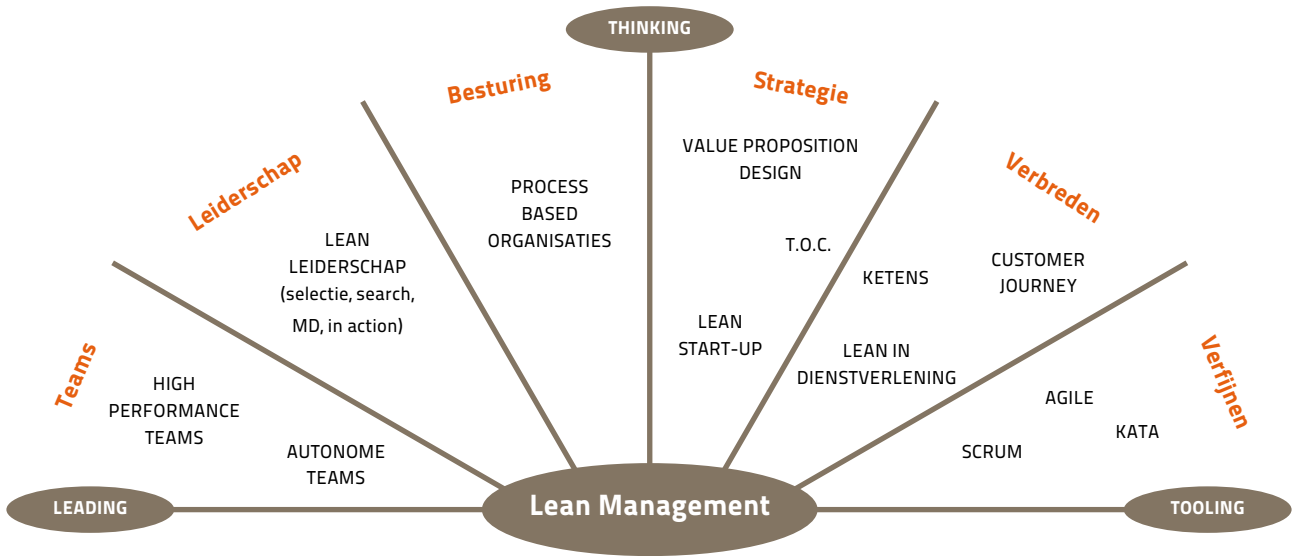 THINKING
Besturing
Strategie
Leiderschap
Verbreden
VALUE PROPOSITION
DESIGN
PROCESS
BASED
ORGANISATIES
LEAN
LEIDERSCHAP
(selectie, search,
MD, in action)
T.O.C.
KETENS
CUSTOMER
JOURNEY
LEAN
START-UP
LEAN IN
DIENSTVERLENING
Teams
HIGH
PERFORMANCE
TEAMS
AUTONOME
TEAMS
Verfijnen
AGILE
KATA
SCRUM
LEADING
Lean Management
TOOLING